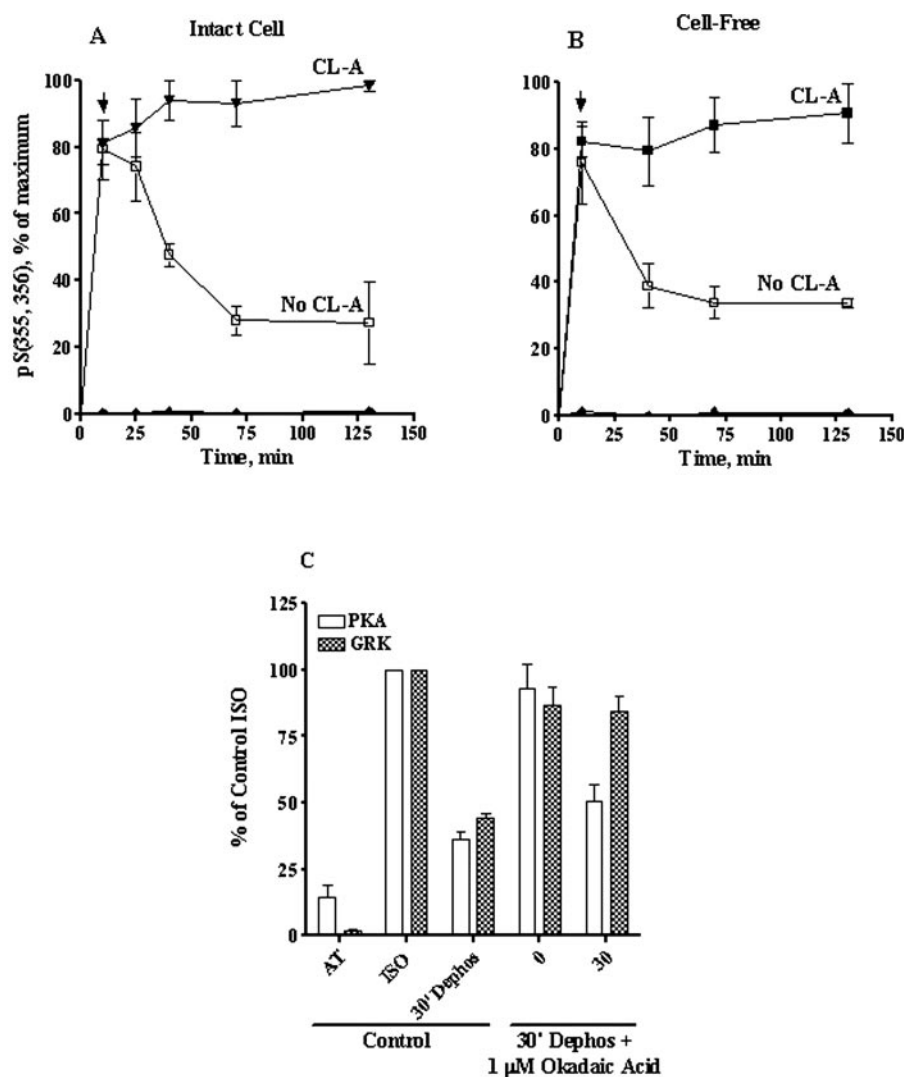 A
Intact Cell
pS(355, 356), % of maximum
100
80
60
40
20
0
CL-A
No CL-A
0 25 50 75 100 125 150
Time, min
B
Cell-Free
100
80
60
40
20
0
CL-A
No CL-A
0 25 50 75 100 125 150
Time, min
C
% of Control ISO
125
100
75
50
25
0
PKA
GRK
AT
ISO
30' Dephos
0
30
Control
30' Dephos +
1 µM Okadaic Acid